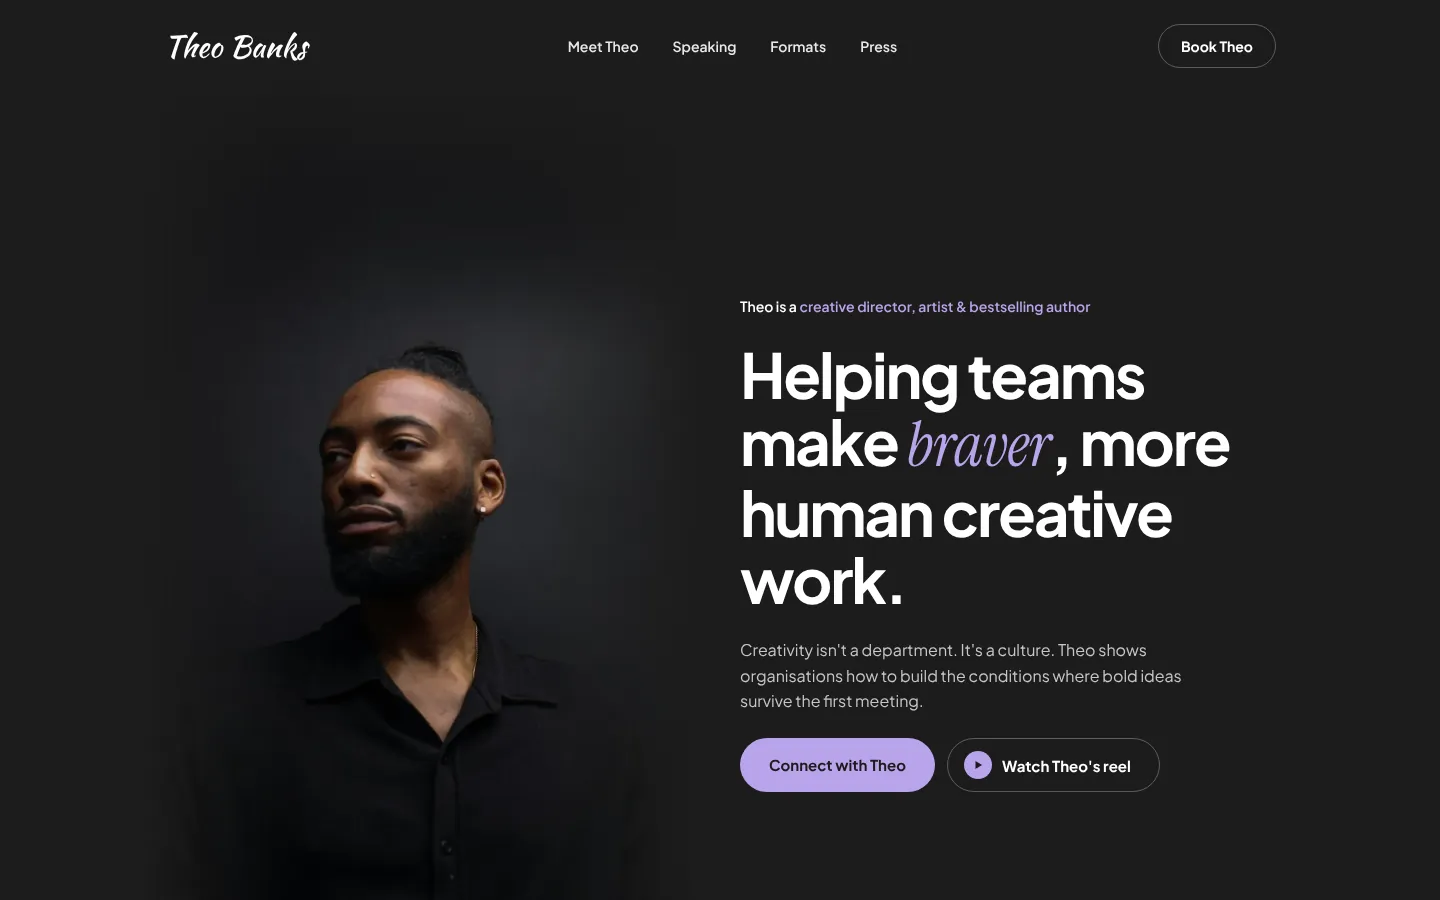 Theo Banks
Meet Theo
Speaking
Formats
Press
Book Theo
Theo is a creative director, artist & bestselling author
Helping teams
make braver, more
human creative
work.
Creativity isn't a department. It's a culture. Theo shows
organisations how to build the conditions where bold ideas
survive the first meeting.
Connect with Theo
Watch Theo's reel